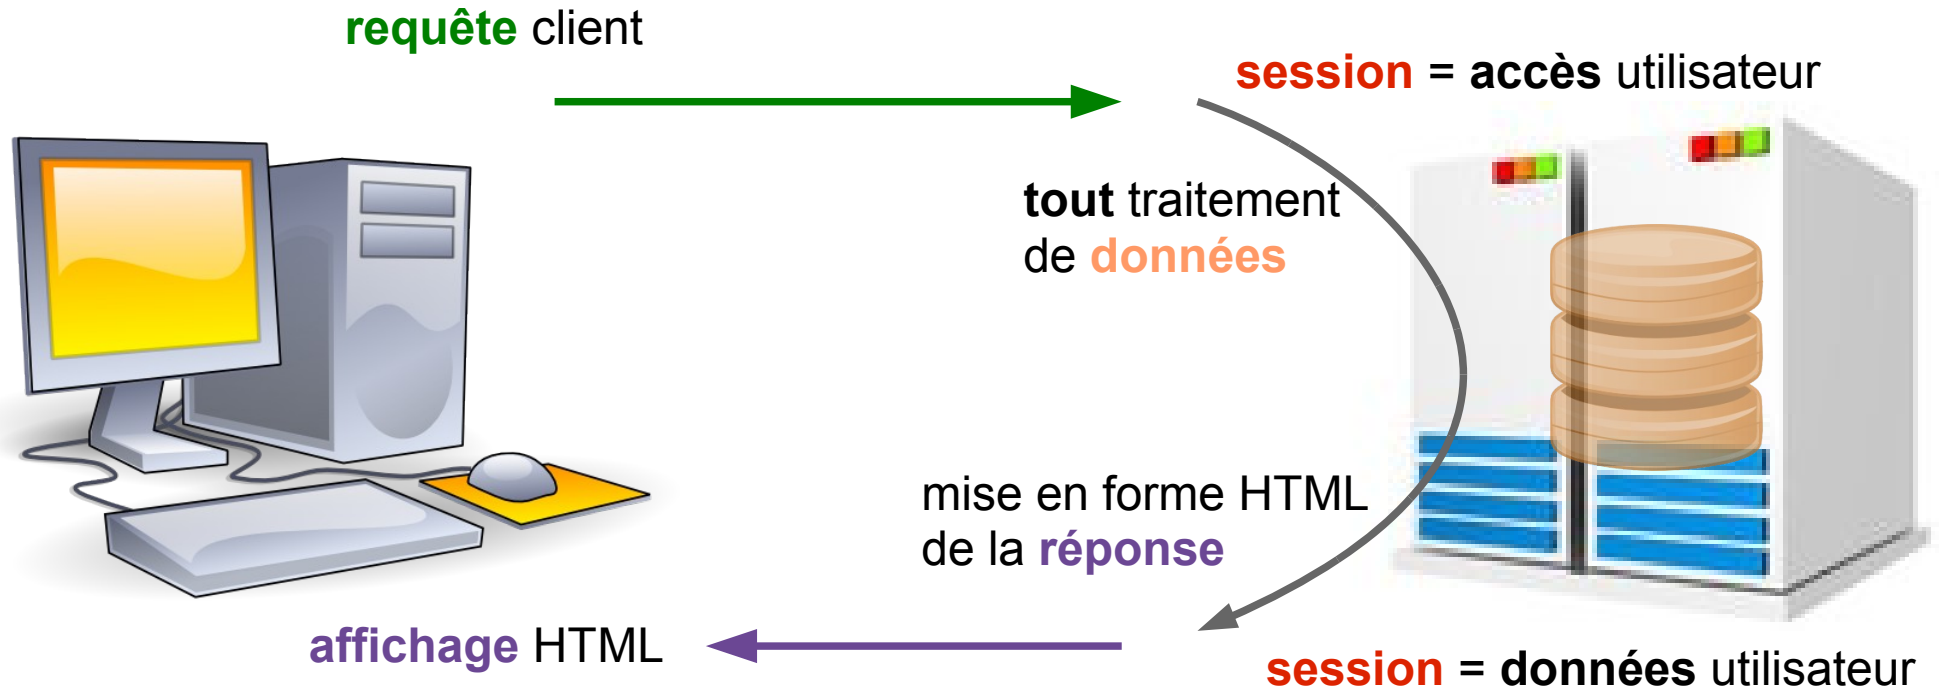 requête client
session = accès utilisateur
tout traitement
de données
mise en forme HTML
de la réponse
affichage HTML
session = données utilisateur